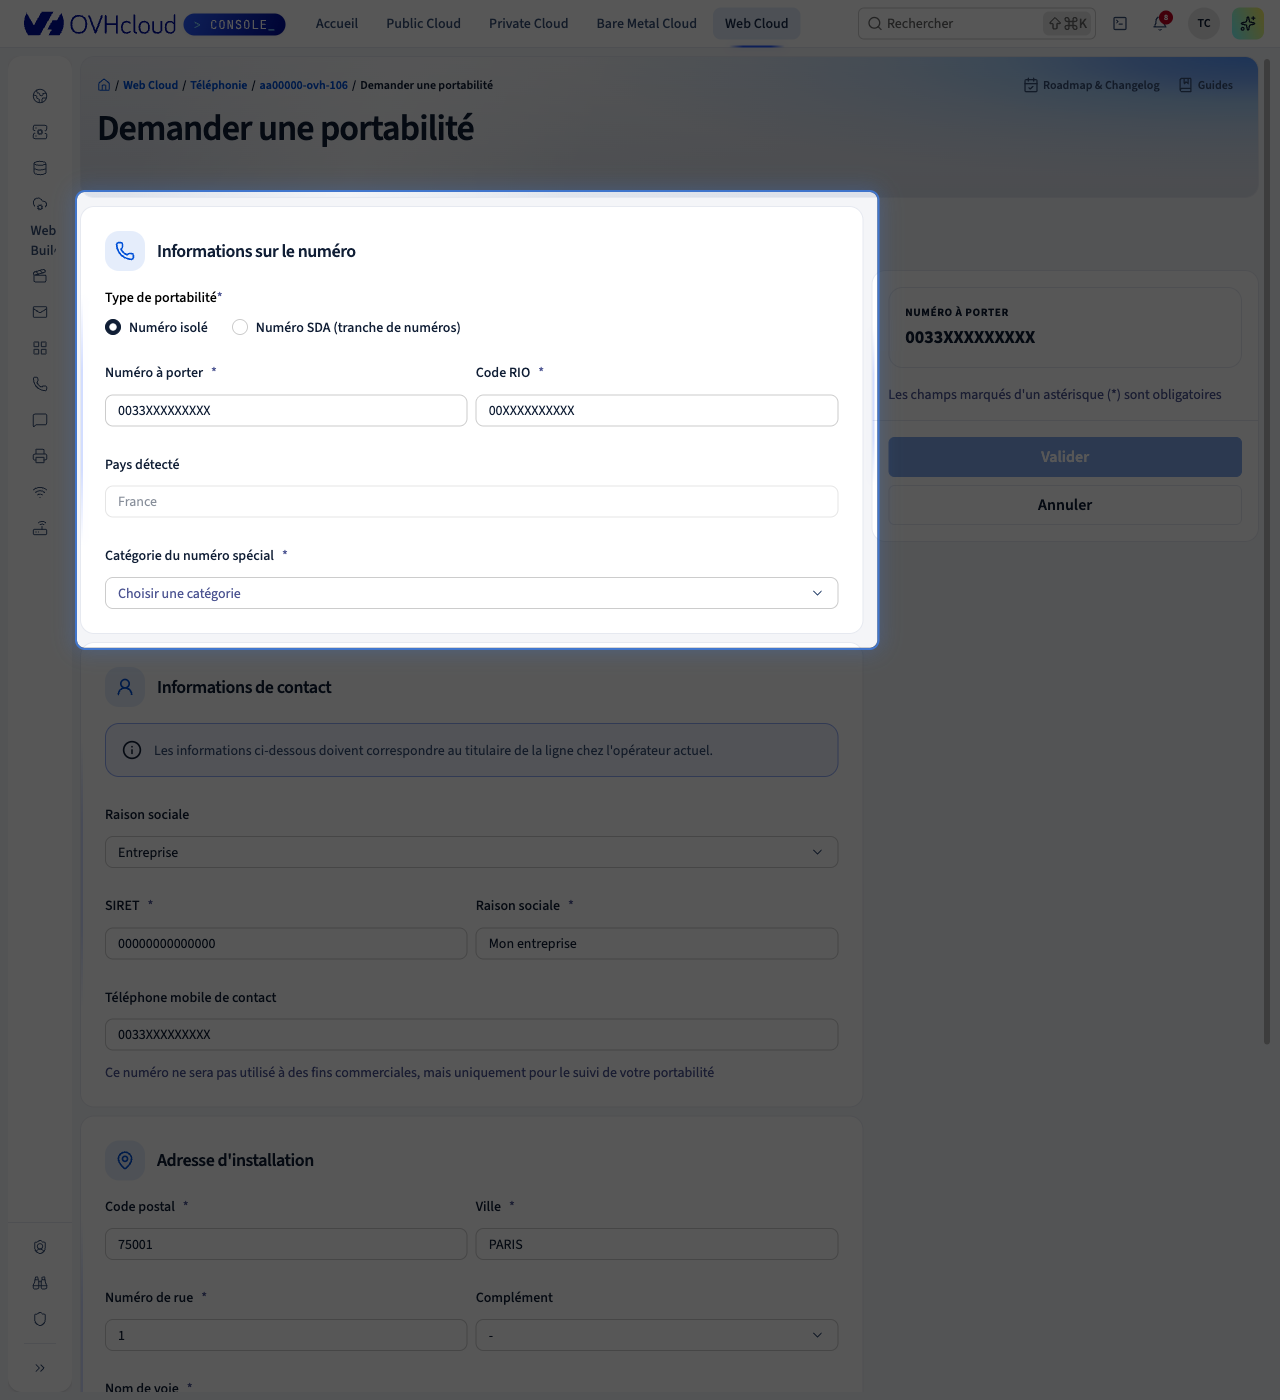 OVHcloud > CONSOLE_ Accueil Public Cloud Private Cloud Bare Metal Cloud Web Cloud Rechercher ⇧⌘K 8 TC
/ Web Cloud / Téléphonie / aa00000-ovh-106 / Demander une portabilité Roadmap & Changelog Guides
Demander une portabilité
Web
Buil
Informations sur le numéro
Type de portabilité*
Numéro isolé Numéro SDA (tranche de numéros)
Numéro à porter * Code RIO *
0033XXXXXXXXX 00XXXXXXXXXX
Pays détecté
France
Catégorie du numéro spécial *
Choisir une catégorie
NUMÉRO À PORTER
0033XXXXXXXXX
Les champs marqués d'un astérisque (*) sont obligatoires
Valider
Annuler
Informations de contact
Les informations ci-dessous doivent correspondre au titulaire de la ligne chez l'opérateur actuel.
Raison sociale
Entreprise
SIRET * Raison sociale *
00000000000000 Mon entreprise
Téléphone mobile de contact
0033XXXXXXXXX
Ce numéro ne sera pas utilisé à des fins commerciales, mais uniquement pour le suivi de votre portabilité
Adresse d'installation
Code postal * Ville *
75001 PARIS
Numéro de rue * Complément
1 -
Nom de voie *